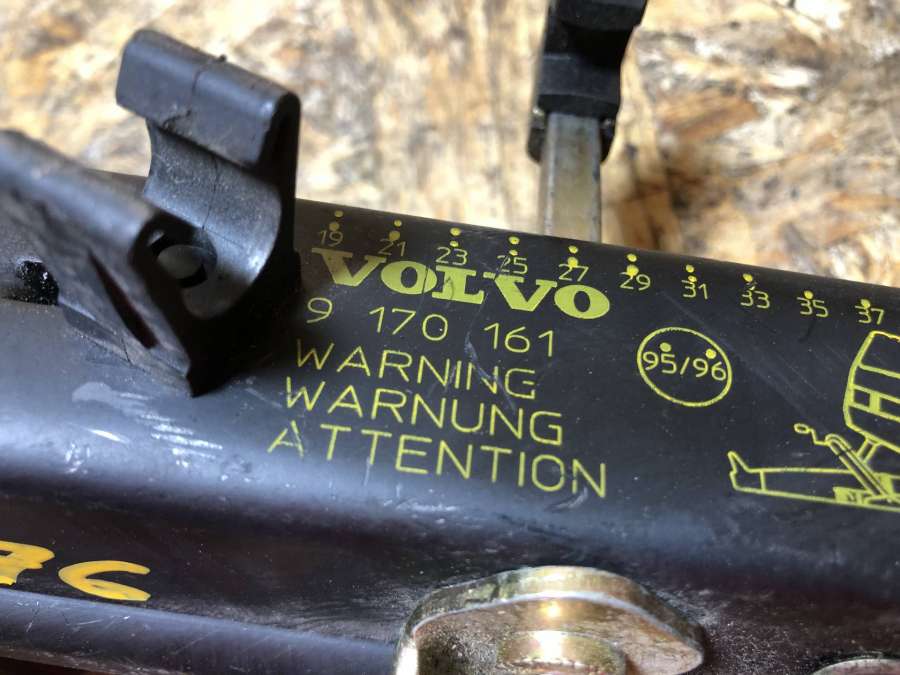 19 21 23 25 27 29 31 33 35 37
VOLVO
9 170 161
95/96
WARNING
WARNUNG
ATTENTION